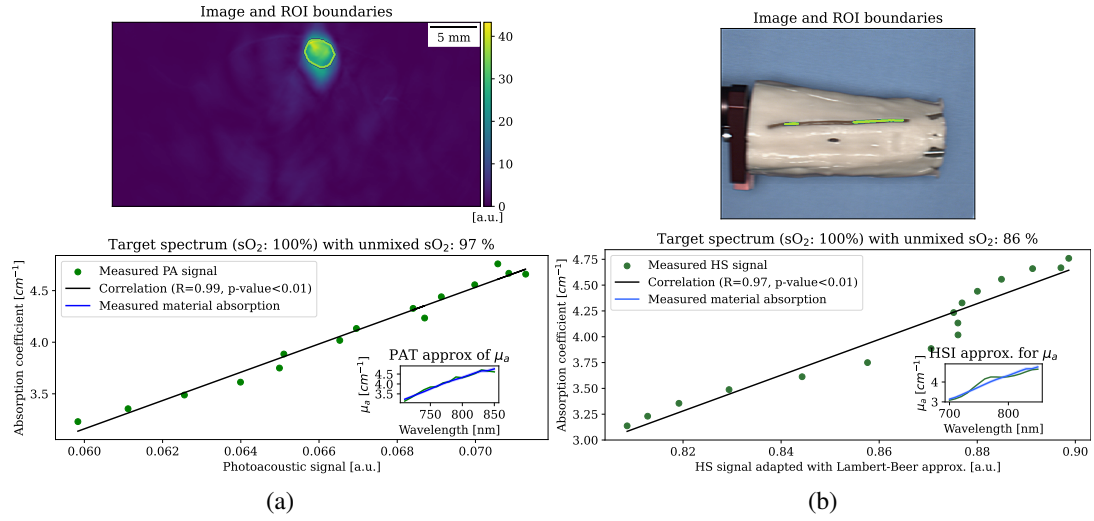 Image and ROI boundaries
5 mm
40
30
20
10
0
[a.u.]
Target spectrum (sO₂: 100%) with unmixed sO₂: 97 %
Measured PA signal
Correlation (R=0.99, p-value<0.01)
Measured material absorption
Absorption coefficient [cm⁻¹]
4.5
4.0
3.5
PAT approx of μₐ
μₐ [cm⁻¹]
4.5
4.0
3.5
750 800 850
Wavelength [nm]
0.060 0.062 0.064 0.066 0.068 0.070
Photoacoustic signal [a.u.]
(a)
Image and ROI boundaries
Target spectrum (sO₂: 100%) with unmixed sO₂: 86 %
Measured HS signal
Correlation (R=0.97, p-value<0.01)
Measured material absorption
Absorption coefficient [cm⁻¹]
4.75
4.50
4.25
4.00
3.75
3.50
3.25
3.00
HSI approx. for μₐ
μₐ [cm⁻¹]
4
3
700 800
Wavelength [nm]
0.82 0.84 0.86 0.88 0.90
HS signal adapted with Lambert-Beer approx. [a.u.]
(b)